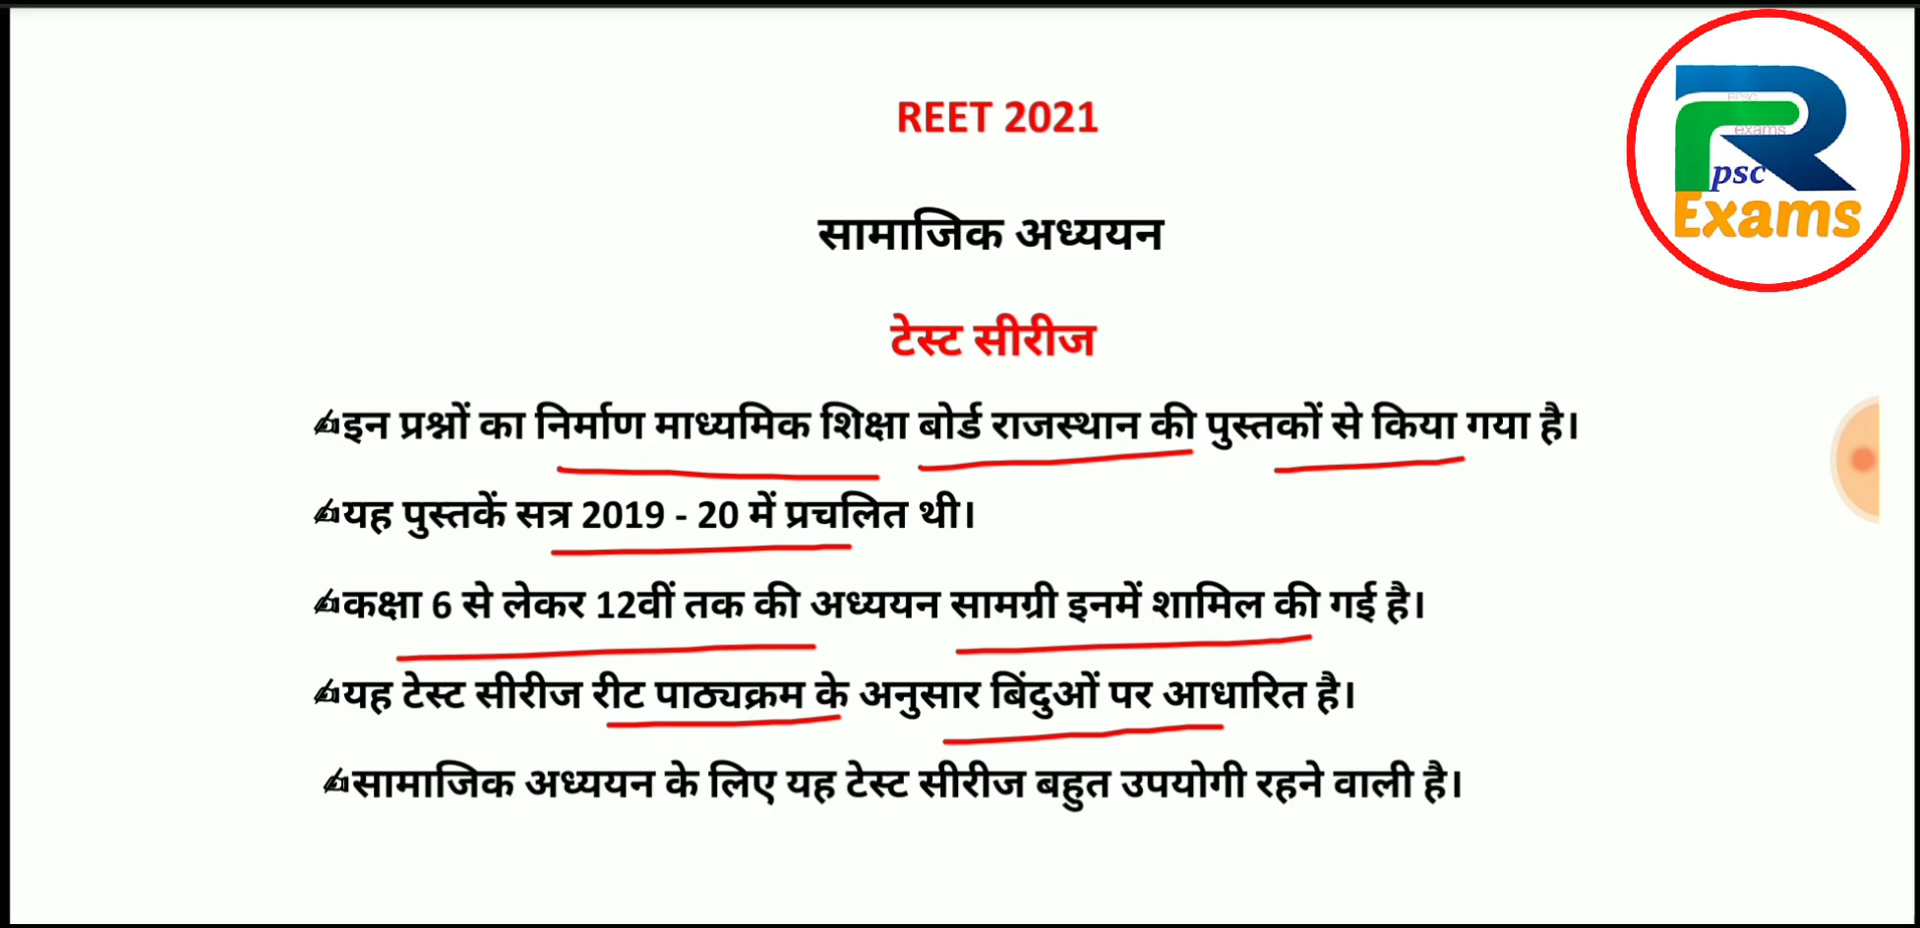 REET 2021
सामाजिक अध्ययन
टेस्ट सीरीज
✍इन प्रश्नों का निर्माण माध्यमिक शिक्षा बोर्ड राजस्थान की पुस्तकों से किया गया है।
✍यह पुस्तकें सत्र 2019 - 20 में प्रचलित थी।
✍कक्षा 6 से लेकर 12वीं तक की अध्ययन सामग्री इनमें शामिल की गई है।
✍यह टेस्ट सीरीज रीट पाठ्यक्रम के अनुसार बिंदुओं पर आधारित है।
✍सामाजिक अध्ययन के लिए यह टेस्ट सीरीज बहुत उपयोगी रहने वाली है।
RPSC
exams
psc
Exams